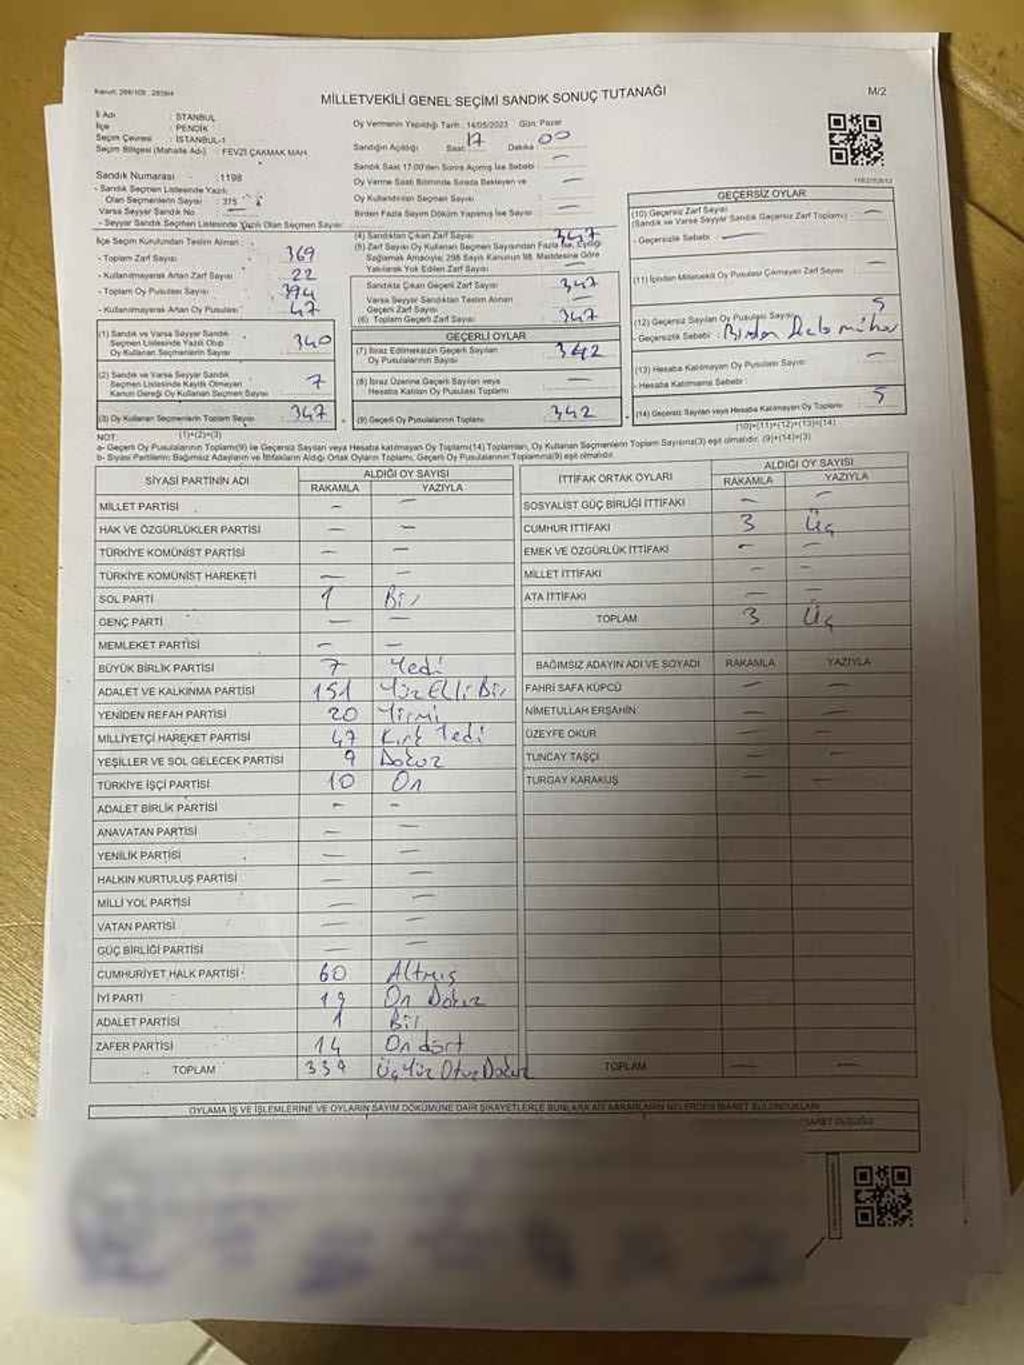 MİLLETVEKİLİ GENEL SEÇİMİ SANDIK SONUÇ TUTANAĞI
M/2
İl Adı : İSTANBUL
İlçe : PENDİK
Seçim Çevresi : İSTANBUL-1
Seçim Bölgesi (Mahalle Adı) : FEVZİ ÇAKMAK MAH.
Oy Vermenin Yapıldığı Tarih : 14/05/2023 Gün: Pazar
Sandığın Açıldığı Saat: 17 Dakika : 00
Sandık Saat 17:00'den Sonra Açılmış İse Sebebi : —
Oy Verme Saati Bitiminde Sırada Bekleyen ve
Oy Kullandırılan Seçmen Sayısı : —
Birden Fazla Sayım Döküm Yapılmış İse Sayısı : —
Sandık Numarası : 1198
- Sandık Seçmen Listesinde Yazılı
Olan Seçmenlerin Sayısı : 375
Varsa Seyyar Sandık No : —
- Seyyar Sandık Seçmen Listesinde Yazılı Olan Seçmen Sayısı:
İlçe Seçim Kurulundan Teslim Alınan :
- Toplam Zarf Sayısı : 369
- Kullanılmayarak Artan Zarf Sayısı : 22
- Toplam Oy Pusulası Sayısı : 394
- Kullanılmayarak Artan Oy Pusulası : 47
(1) Sandık ve Varsa Seyyar Sandık
Seçmen Listesinde Yazılı Olup
Oy Kullanan Seçmenlerin Sayısı 340
(2) Sandık ve Varsa Seyyar Sandık
Seçmen Listesinde Kayıtlı Olmayan
Kanun Gereği Oy Kullanan Seçmen Sayısı 7
(3) Oy Kullanan Seçmenlerin Toplam Sayısı 347
(1)+(2)=(3)
(4) Sandıktan Çıkan Zarf Sayısı : 347
(5) Zarf Sayısı Oy Kullanan Seçmen Sayısından Fazla İse, Eşitliği
Sağlamak Amacıyla; 298 Sayılı Kanunun 98. Maddesine Göre
Yakılarak Yok Edilen Zarf Sayısı : —
Sandıkta Çıkan Geçerli Zarf Sayısı : 347
Varsa Seyyar Sandıktan Teslim Alınan
Geçerli Zarf Sayısı : —
(6) Toplam Geçerli Zarf Sayısı : 347
GEÇERLİ OYLAR
(7) İtiraz Edilmeksizin Geçerli Sayılan
Oy Pusulalarının Sayısı : 342
(8) İtiraz Üzerine Geçerli Sayılan veya
Hesaba Katılan Oy Pusulası Toplamı : —
(9) Geçerli Oy Pusulalarının Toplamı : 342
GEÇERSİZ OYLAR
(10) Geçersiz Zarf Sayısı
(Sandık ve Varsa Seyyar Sandık Geçersiz Zarf Toplamı) : —
- Geçersizlik Sebebi : —
(11) İçinden Milletvekili Oy Pusulası Çıkmayan Zarf Sayısı : —
(12) Geçersiz Sayılan Oy Pusulası Sayısı : 5
- Geçersizlik Sebebi : Birden
(13) Hesaba Katılmayan Oy Pusulası Sayısı : —
- Hesaba Katılmama Sebebi :
(14) Geçersiz Sayılan veya Hesaba Katılmayan Oy Toplamı : 5
(10)+(11)+(12)+(13)=(14)
NOT:
a- Geçerli Oy Pusulalarının Toplamı(9) ile Geçersiz Sayılan veya Hesaba katılmayan Oy Toplamı(14) Toplamları, Oy Kullanan Seçmenlerin Toplam Sayısına(3) eşit olmalıdır. (9)+(14)=(3)
b- Siyasi Partilerin; Bağımsız Adayların ve İttifakların Aldığı Ortak Oyların Toplamı, Geçerli Oy Pusulalarının Toplamına(9) eşit olmalıdır.
SİYASİ PARTİNİN ADI ALDIĞI OY SAYISI
RAKAMLA YAZIYLA
MİLLET PARTİSİ — —
HAK VE ÖZGÜRLÜKLER PARTİSİ — —
TÜRKİYE KOMÜNİST PARTİSİ — —
TÜRKİYE KOMÜNİST HAREKETİ — —
SOL PARTİ 1 Bir
GENÇ PARTİ — —
MEMLEKET PARTİSİ — —
BÜYÜK BİRLİK PARTİSİ 7 Yedi
ADALET VE KALKINMA PARTİSİ 151 Yüz Elli Bir
YENİDEN REFAH PARTİSİ 20 Yirmi
MİLLİYETÇİ HAREKET PARTİSİ 47 Kırk Yedi
YEŞİLLER VE SOL GELECEK PARTİSİ 9 Dokuz
TÜRKİYE İŞÇİ PARTİSİ 10 On
ADALET BİRLİK PARTİSİ — —
ANAVATAN PARTİSİ — —
YENİLİK PARTİSİ — —
HALKIN KURTULUŞ PARTİSİ — —
MİLLİ YOL PARTİSİ — —
VATAN PARTİSİ — —
GÜÇ BİRLİĞİ PARTİSİ — —
CUMHURİYET HALK PARTİSİ 60 Altmış
İYİ PARTİ 19 On Dokuz
ADALET PARTİSİ 1 Bir
ZAFER PARTİSİ 14 On dört
TOPLAM 339 Üç Yüz Otuz Dokuz
İTTİFAK ORTAK OYLARI ALDIĞI OY SAYISI
RAKAMLA YAZIYLA
SOSYALİST GÜÇ BİRLİĞİ İTTİFAKI — —
CUMHUR İTTİFAKI 3 Üç
EMEK VE ÖZGÜRLÜK İTTİFAKI — —
MİLLET İTTİFAKI — —
ATA İTTİFAKI — —
TOPLAM 3 Üç
BAĞIMSIZ ADAYIN ADI VE SOYADI RAKAMLA YAZIYLA
FAHRİ SAFA KÜPCÜ — —
NİMETULLAH ERŞAHİN — —
ÜZEYFE OKUR — —
TUNCAY TAŞÇI — —
TURGAY KARAKUŞ — —
TOPLAM — —
OYLAMA İŞ VE İŞLEMLERİNE VE OYLARIN SAYIM DÖKÜMÜNE DAİR ŞİKAYETLERLE BUNLARA AİT KARARLARIN NELERDEN İBARET BULUNDUKLARI